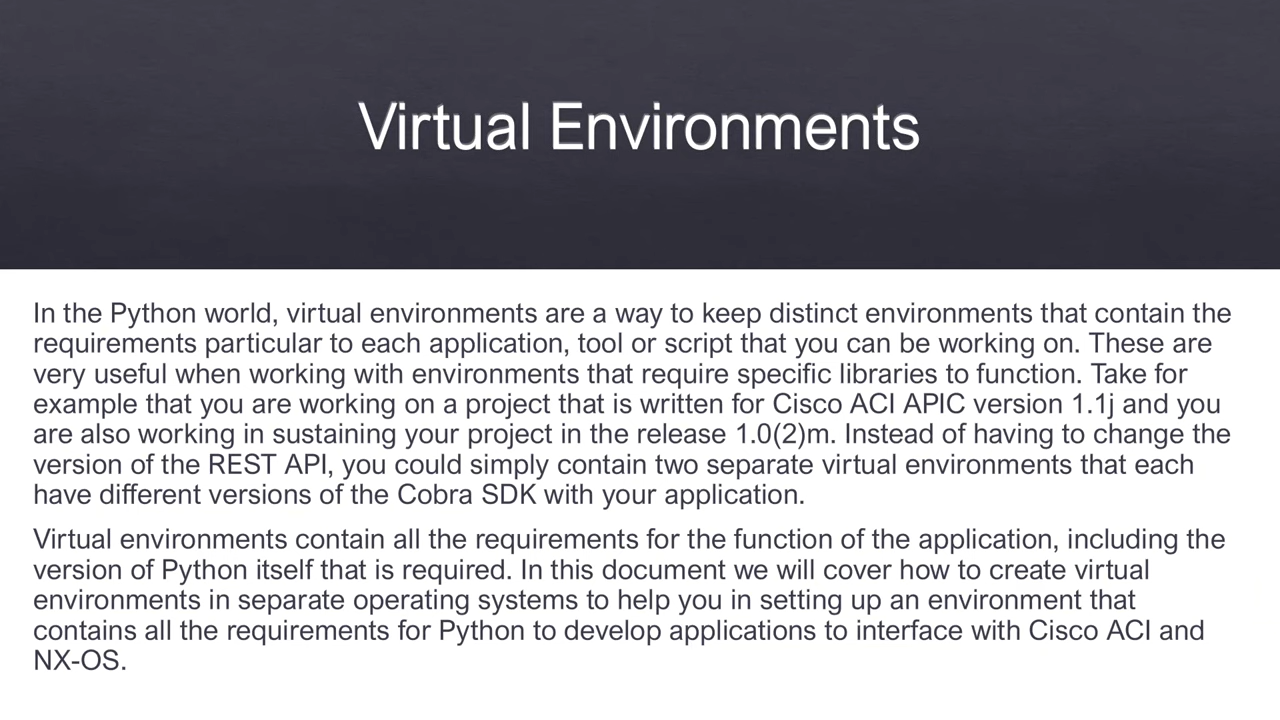 Virtual Environments
In the Python world, virtual environments are a way to keep distinct environments that contain the
requirements particular to each application, tool or script that you can be working on. These are
very useful when working with environments that require specific libraries to function. Take for
example that you are working on a project that is written for Cisco ACI APIC version 1.1j and you
are also working in sustaining your project in the release 1.0(2)m. Instead of having to change the
version of the REST API, you could simply contain two separate virtual environments that each
have different versions of the Cobra SDK with your application.
Virtual environments contain all the requirements for the function of the application, including the
version of Python itself that is required. In this document we will cover how to create virtual
environments in separate operating systems to help you in setting up an environment that
contains all the requirements for Python to develop applications to interface with Cisco ACI and
NX-OS.